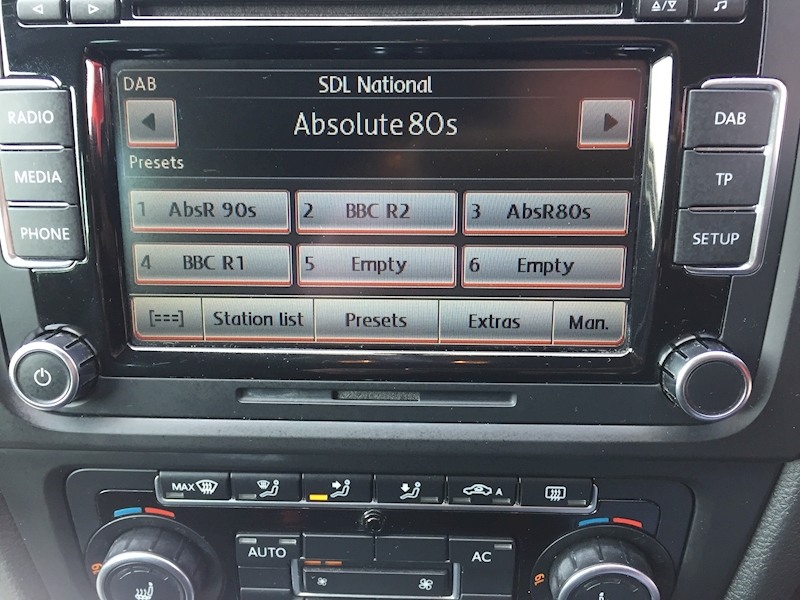 DAB SDL National
Absolute 80s
Presets
1 AbsR 90s 2 BBC R2 3 AbsR80s
4 BBC R1 5 Empty 6 Empty
[===] Station list Presets Extras Man.
RADIO
MEDIA
PHONE
DAB
TP
SETUP
MAX A
AUTO AC